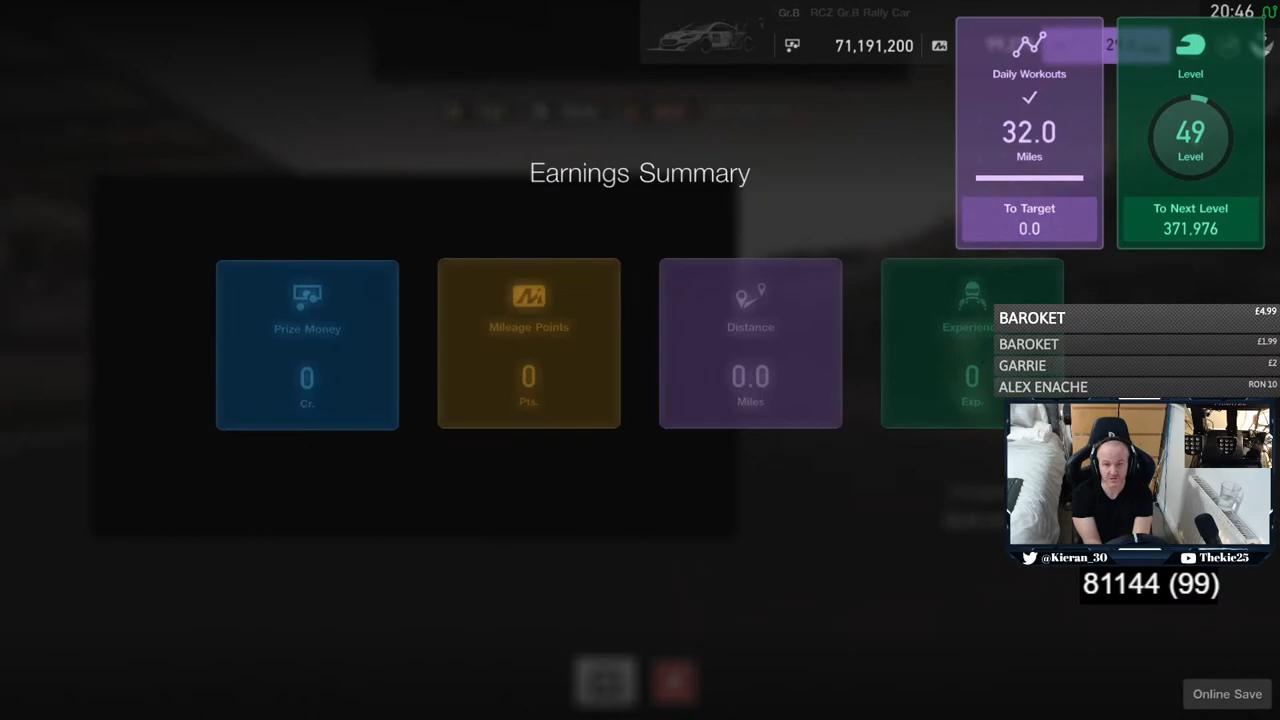 Gr.B RCZ Gr.B Rally Car
71,191,200
20:46
Daily Workouts
32.0
Miles
To Target
0.0
Level
49
Level
To Next Level
371,976
Earnings Summary
Prize Money
0
Cr.
Mileage Points
0
Pts.
Distance
0.0
Miles
0
Exp.
BAROKET £4.99
BAROKET £1.99
GARRIE £2
ALEX ENACHE RON 10
@Kieran_30 Thekie25
81144 (99)
Online Save